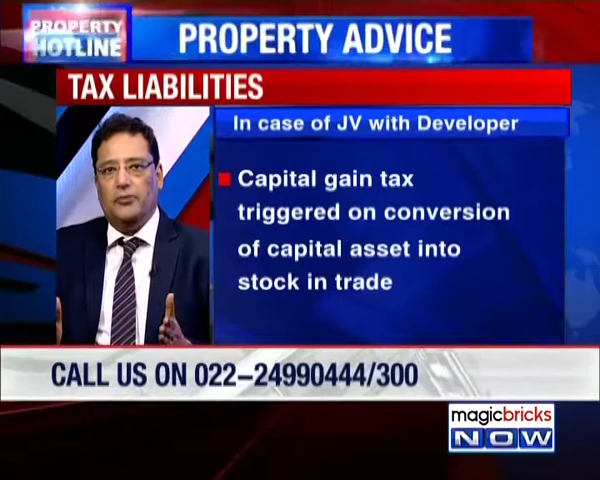 PROPERTY
HOTLINE
PROPERTY ADVICE
TAX LIABILITIES
In case of JV with Developer
Capital gain tax
triggered on conversion
of capital asset into
stock in trade
CALL US ON 022–24990444/300
magicbricks
NOW